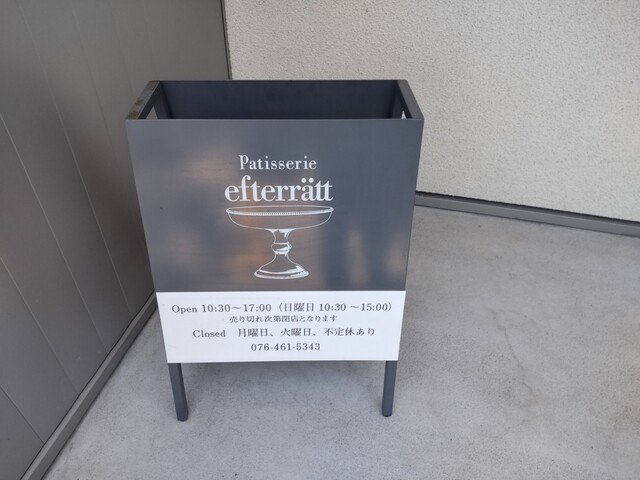 Patisserie
efterrätt
Open 10:30〜17:00（日曜日 10:30 〜15:00）
売り切れ次第閉店となります
Closed　月曜日、火曜日、不定休あり
076-461-5343